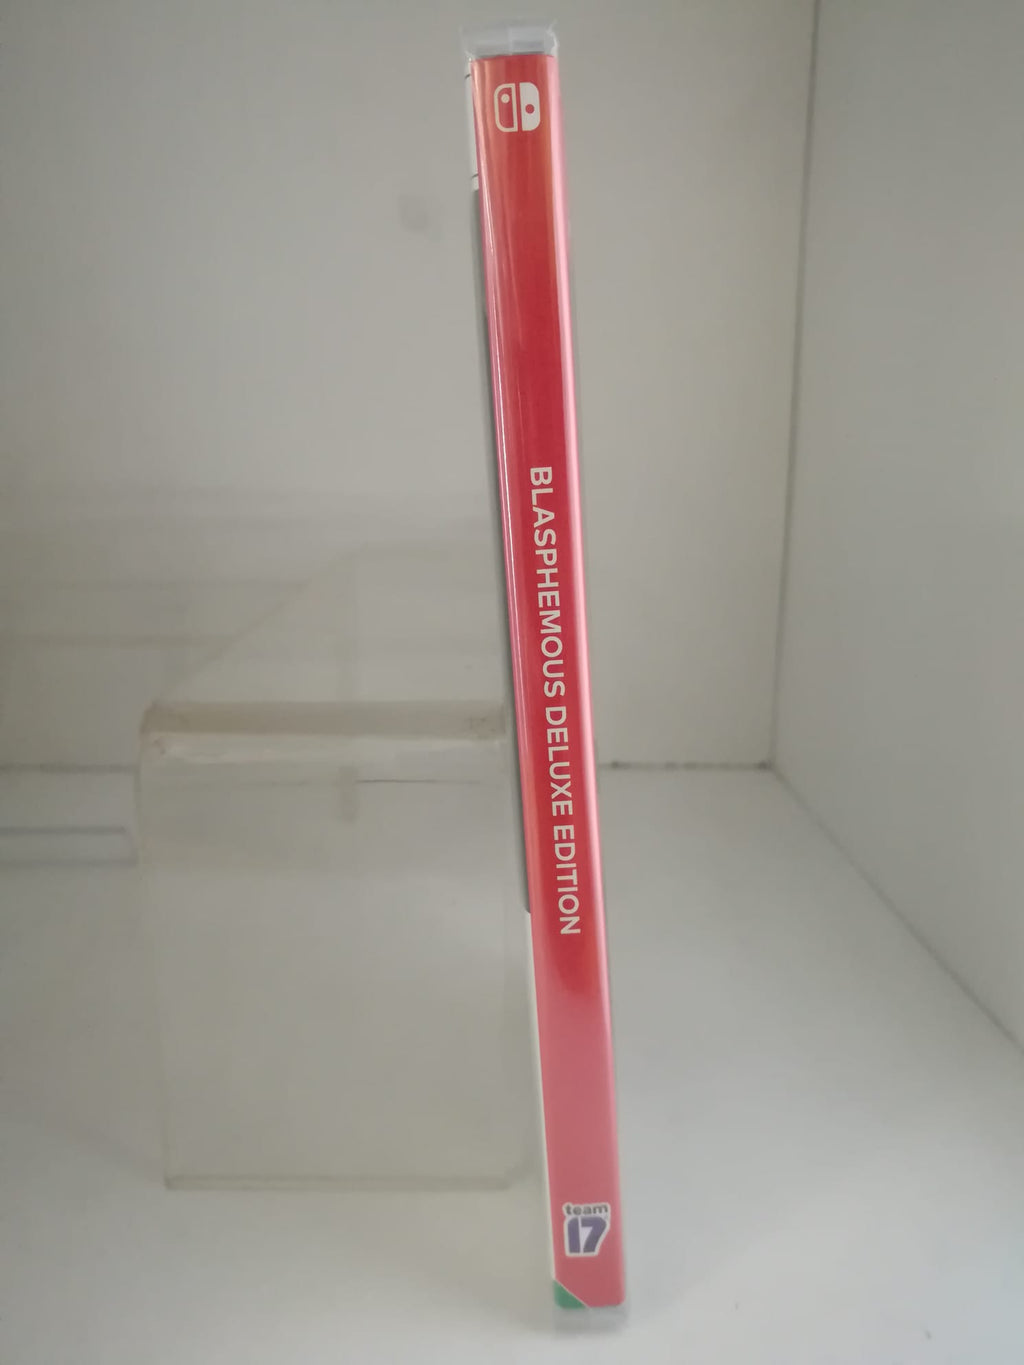 BLASPHEMOUS DELUXE EDITION
team
17